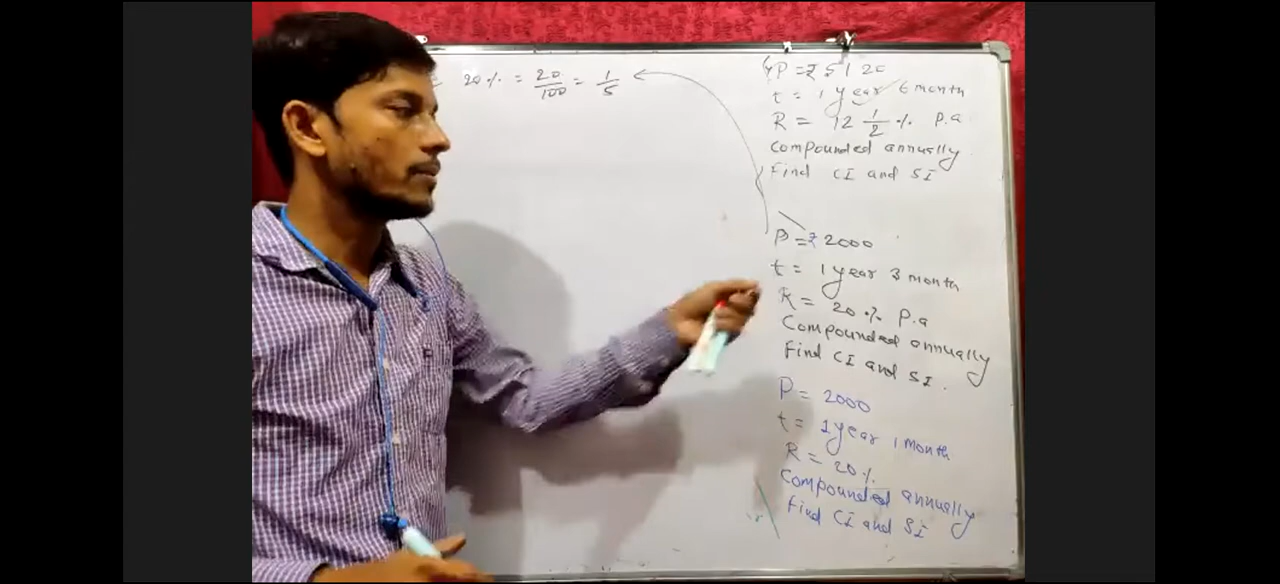 20% = 20/100 = 1/5
P = ₹ 5120
t = 1 year 6 month
R = 12 1/2 % P.a
Compounded annually
Find CI and SI
P = ₹ 2000
t = 1 year 3 month
R = 20% P.a
Compounded annually
Find CI and SI.
P = 2000
t = 1 year 1 Month
R = 20%
Compounded annually
Find CI and SI